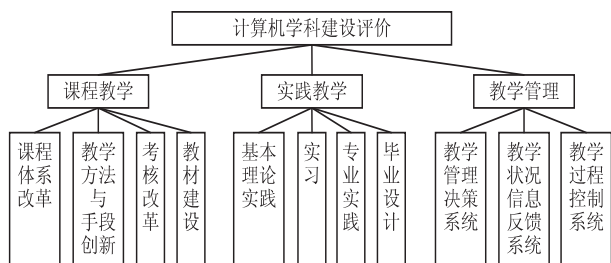 计算机学科建设评价
课程教学
实践教学
教学管理
课程
体系
改革
教学
方法
与
手段
创新
考
核
改
革
教
材
建
设
基本
理论
实践
实
习
专
业
实
践
毕
业
设
计
教学
管理
决策
系统
教学
状况
信息
反馈
系统
教学
过程
控制
系统